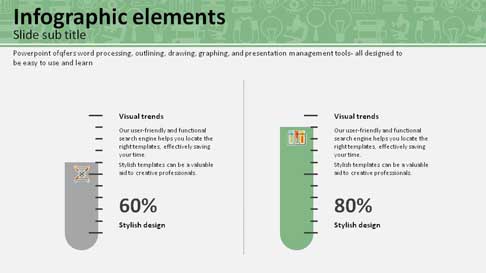 Infographic elements
Slide sub title
Powerpoint ofqfers word processing, outlining, drawing, graphing, and presentation management tools- all designed to
be easy to use and learn
Visual trends
Our user-friendly and functional
search engine helps you locate the
right templates, effectively saving
your time.
Stylish templates can be a valuable
aid to creative professionals.
60%
Stylish design
Visual trends
Our user-friendly and functional
search engine helps you locate the
right templates, effectively saving
your time.
Stylish templates can be a valuable
aid to creative professionals.
80%
Stylish design